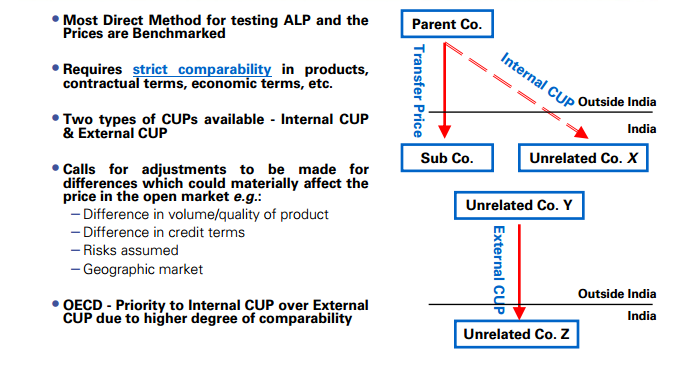 • Most Direct Method for testing ALP and the
Prices are Benchmarked
• Requires strict comparability in products,
contractual terms, economic terms, etc.
• Two types of CUPs available - Internal CUP
& External CUP
• Calls for adjustments to be made for
differences which could materially affect the
price in the open market e.g.:
– Difference in volume/quality of product
– Difference in credit terms
– Risks assumed
– Geographic market
• OECD - Priority to Internal CUP over External
CUP due to higher degree of comparability
Parent Co.
Transfer Price
Internal CUP
Outside India
India
Sub Co.
Unrelated Co. X
Unrelated Co. Y
External CUP
Outside India
India
Unrelated Co. Z